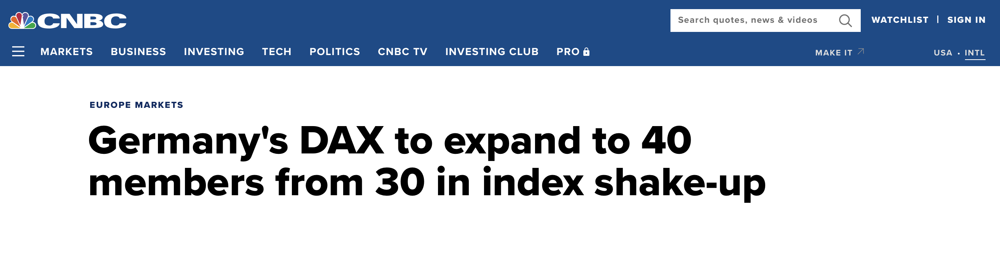 CNBC
Search quotes, news & videos
WATCHLIST | SIGN IN
MARKETS BUSINESS INVESTING TECH POLITICS CNBC TV INVESTING CLUB PRO
MAKE IT
USA • INTL
EUROPE MARKETS
Germany's DAX to expand to 40
members from 30 in index shake-up